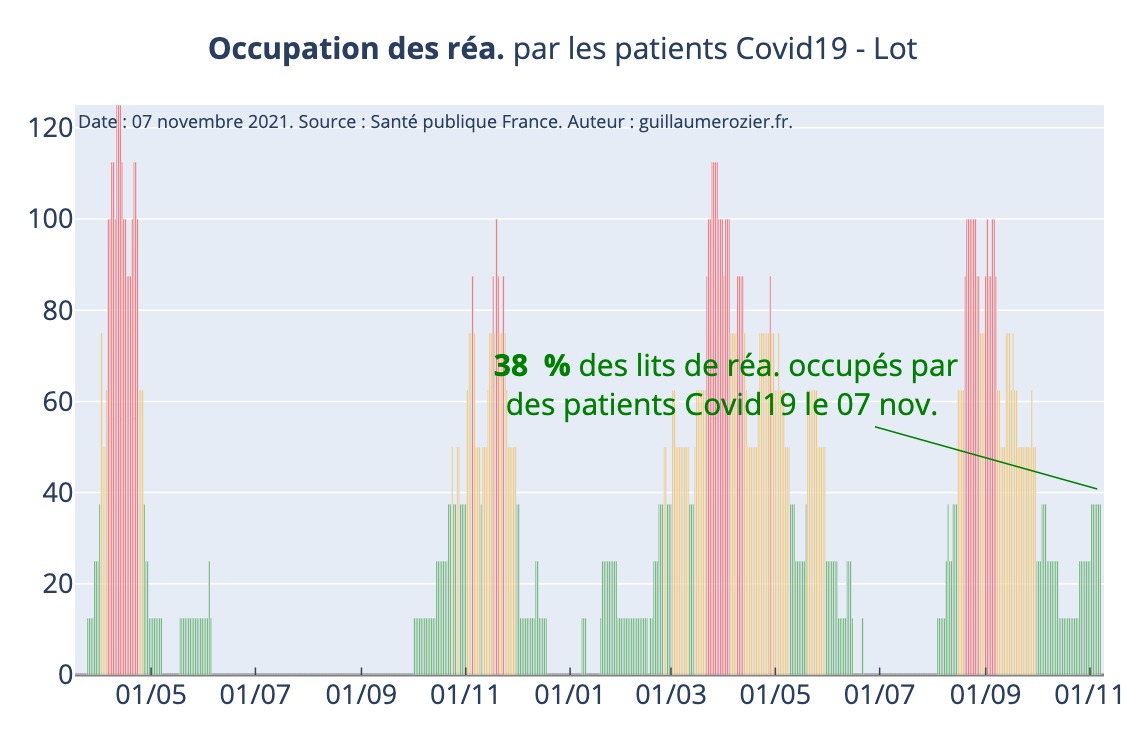 Occupation des réa. par les patients Covid19 - Lot
Date : 07 novembre 2021. Source : Santé publique France. Auteur : guillaumerozier.fr.
120
100
80
60
40
20
0
38 % des lits de réa. occupés par
des patients Covid19 le 07 nov.
01/05 01/07 01/09 01/11 01/01 01/03 01/05 01/07 01/09 01/11